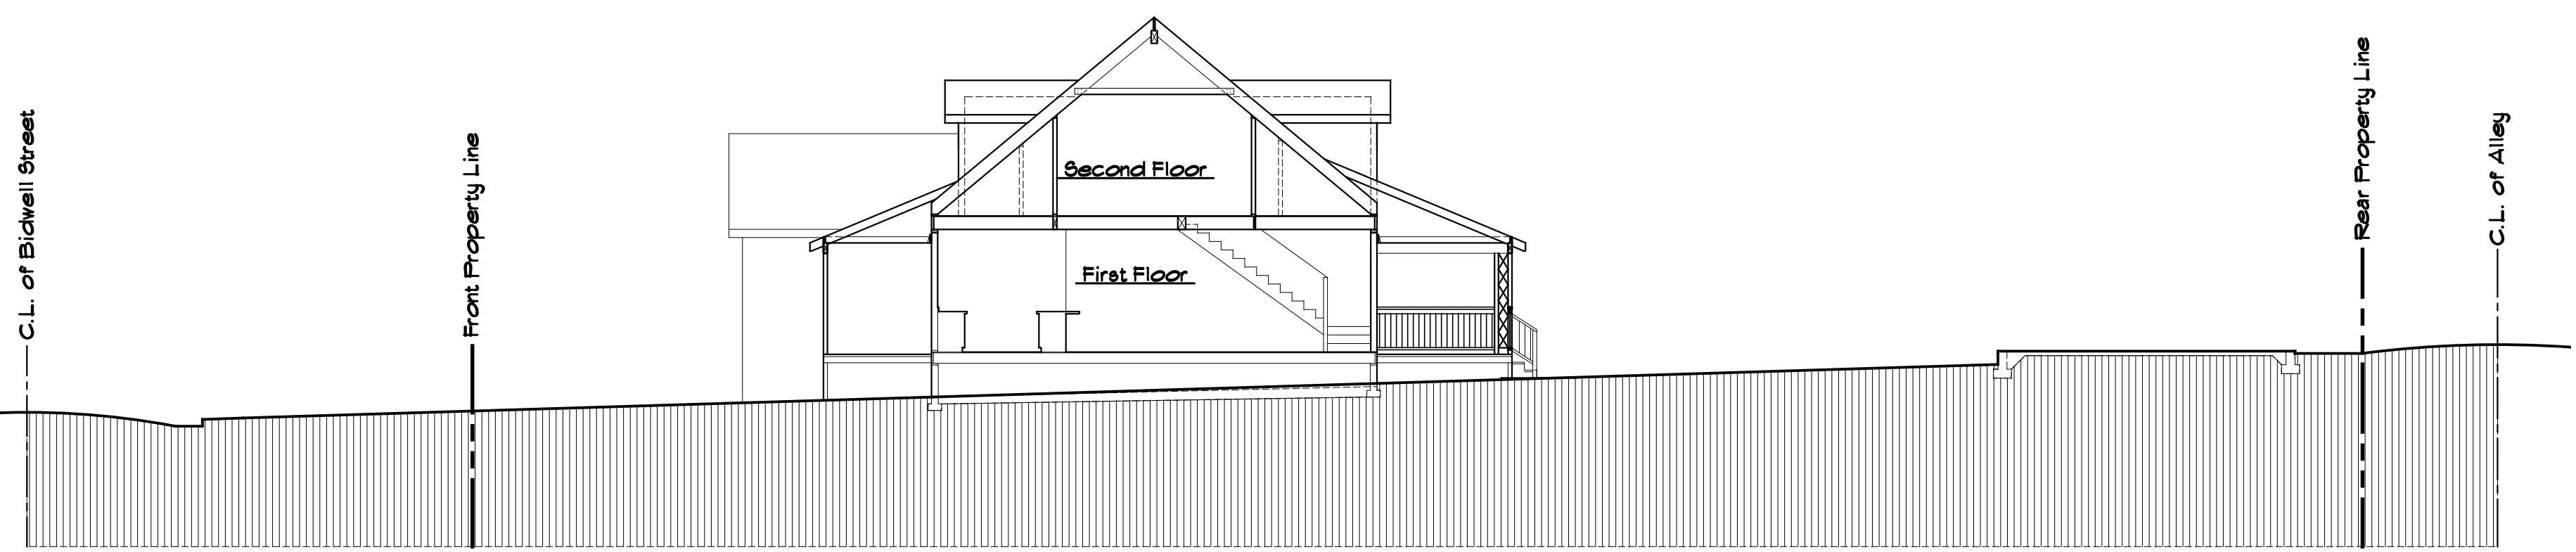 C.L. of Bidwell Street
Front Property Line
Second Floor
First Floor
Rear Property Line
C.L. of Alley